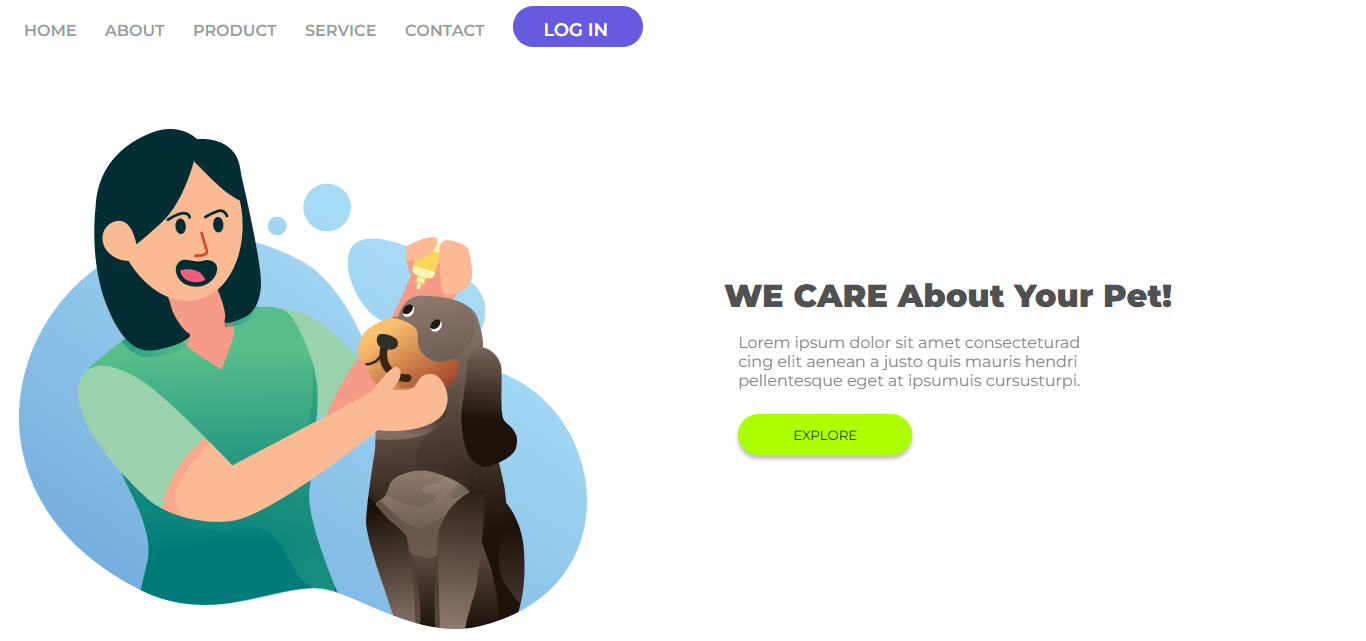 HOME ABOUT PRODUCT SERVICE CONTACT LOG IN
WE CARE About Your Pet!
Lorem ipsum dolor sit amet consecteturad
cing elit aenean a justo quis mauris hendri
pellentesque eget at ipsumuis cursusturpi.
EXPLORE